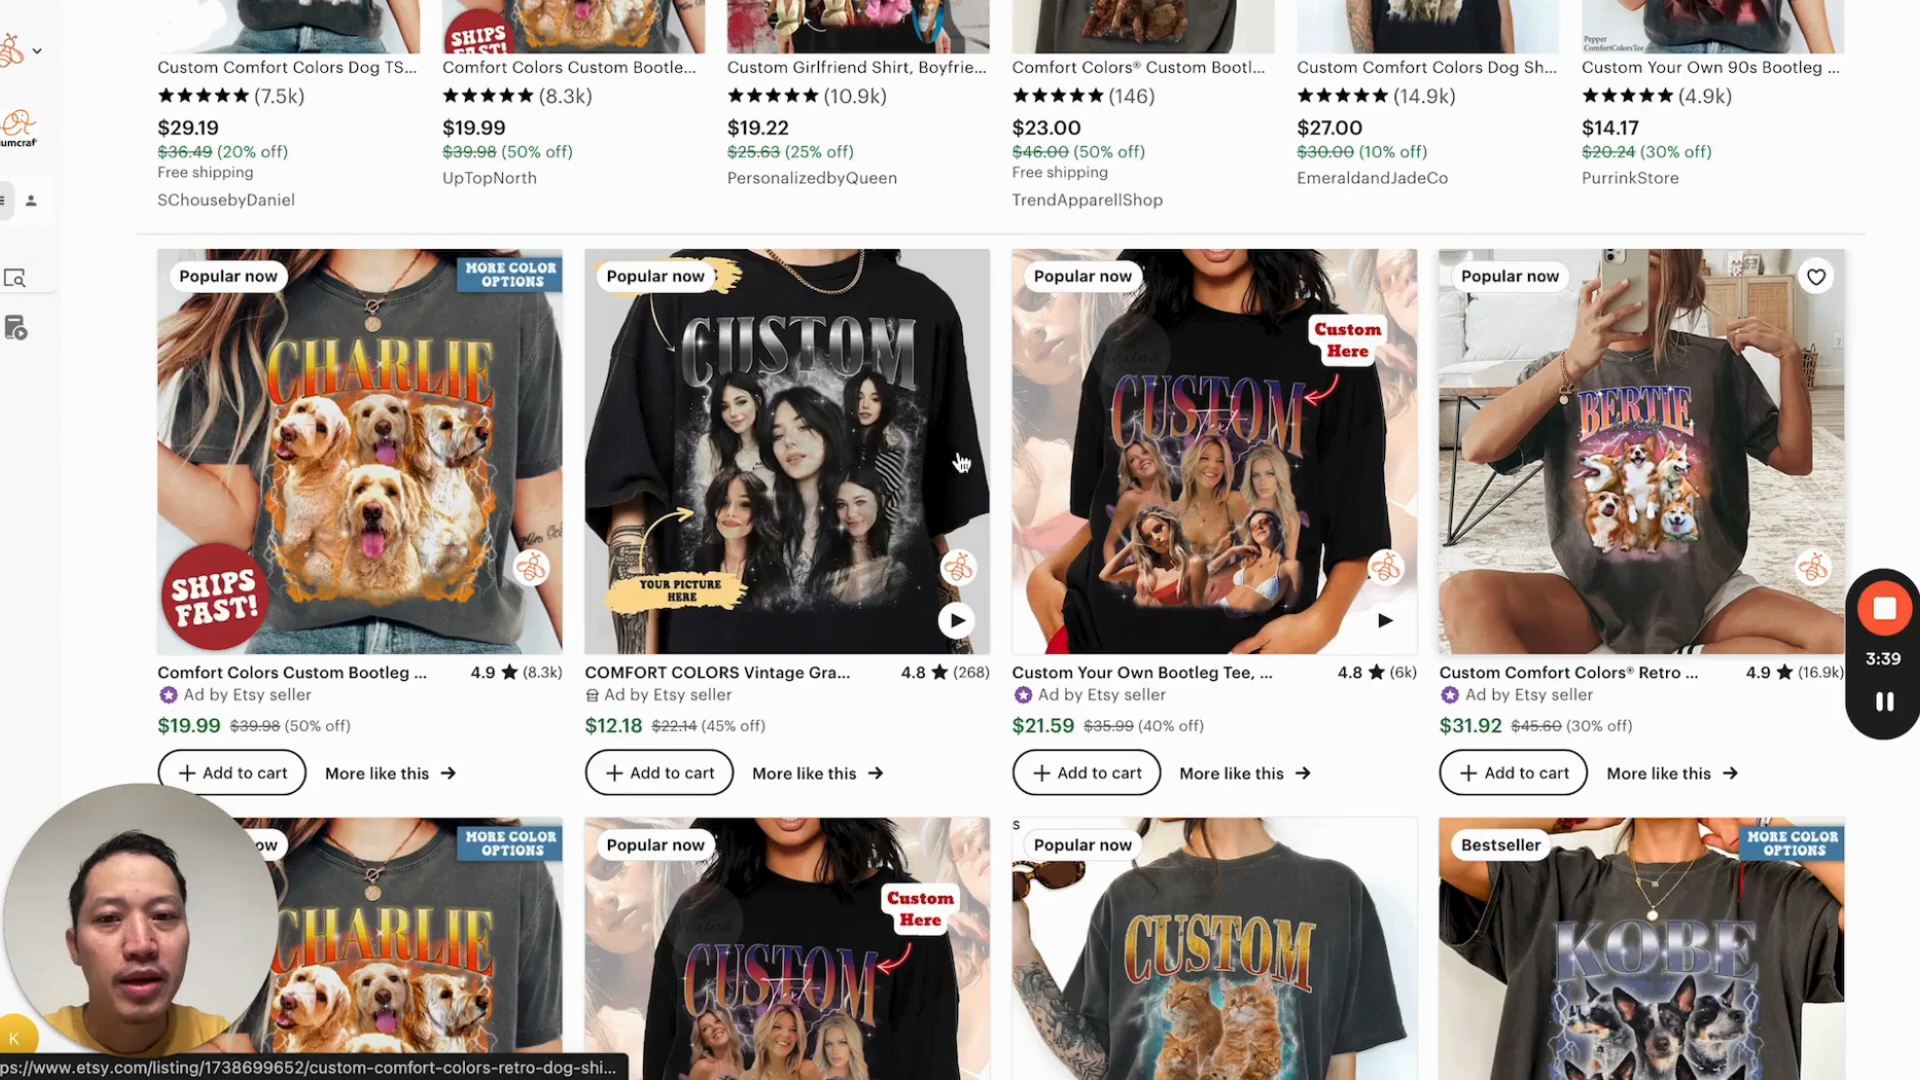 SHIPS
FAST!
Pepper
ComfortColorsTee
Custom Comfort Colors Dog TS...
★★★★★ (7.5k)
$29.19
$36.49 (20% off)
Free shipping
SChousebyDaniel
Comfort Colors Custom Bootle...
★★★★★ (8.3k)
$19.99
$39.98 (50% off)
UpTopNorth
Custom Girlfriend Shirt, Boyfrie...
★★★★★ (10.9k)
$19.22
$25.63 (25% off)
PersonalizedbyQueen
Comfort Colors® Custom Bootl...
★★★★★ (146)
$23.00
$46.00 (50% off)
Free shipping
TrendApparellShop
Custom Comfort Colors Dog Sh...
★★★★★ (14.9k)
$27.00
$30.00 (10% off)
EmeraldandJadeCo
Custom Your Own 90s Bootleg ...
★★★★★ (4.9k)
$14.17
$20.24 (30% off)
PurrinkStore
Popular now
MORE COLOR
OPTIONS
CHARLIE
SHIPS
FAST!
Comfort Colors Custom Bootleg ...
4.9 ★ (8.3k)
Ad by Etsy seller
$19.99 $39.98 (50% off)
+ Add to cart
More like this →
Popular now
CUSTOM
YOUR PICTURE
HERE
COMFORT COLORS Vintage Gra...
4.8 ★ (268)
Ad by Etsy seller
$12.18 $22.14 (45% off)
+ Add to cart
More like this →
Popular now
Custom
Here
CUSTOM
Custom Your Own Bootleg Tee, ...
4.8 ★ (6k)
Ad by Etsy seller
$21.59 $35.99 (40% off)
+ Add to cart
More like this →
Popular now
BERTIE
Custom Comfort Colors® Retro ...
4.9 ★ (16.9k)
Ad by Etsy seller
$31.92 $45.60 (30% off)
+ Add to cart
More like this →
3:39
ow
MORE COLOR
OPTIONS
CHARLIE
Popular now
Custom
Here
CUSTOM
s
Popular now
CUSTOM
Bestseller
MORE COLOR
OPTIONS
KOBE
K
ps://www.etsy.com/listing/1738699652/custom-comfort-colors-retro-dog-shi...